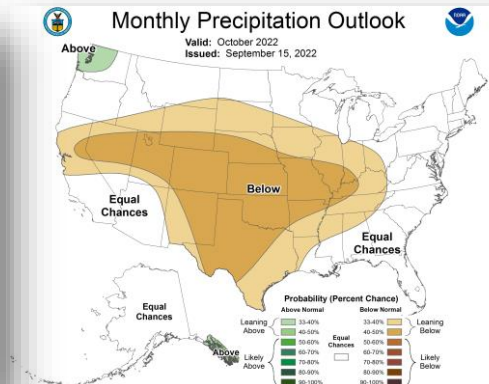 Monthly Precipitation Outlook
Valid: October 2022
Issued: September 15, 2022
NOAA
Above
Below
Equal
Chances
Equal
Chances
Equal
Chances
Above
Probability (Percent Chance)
Above Normal
Below Normal
Leaning
Above
33-40%
40-50%
Likely
Above
50-60%
60-70%
70-80%
80-90%
90-100%
Equal
Chances
33-40%
40-50%
Leaning
Below
50-60%
60-70%
70-80%
80-90%
90-100%
Likely
Below